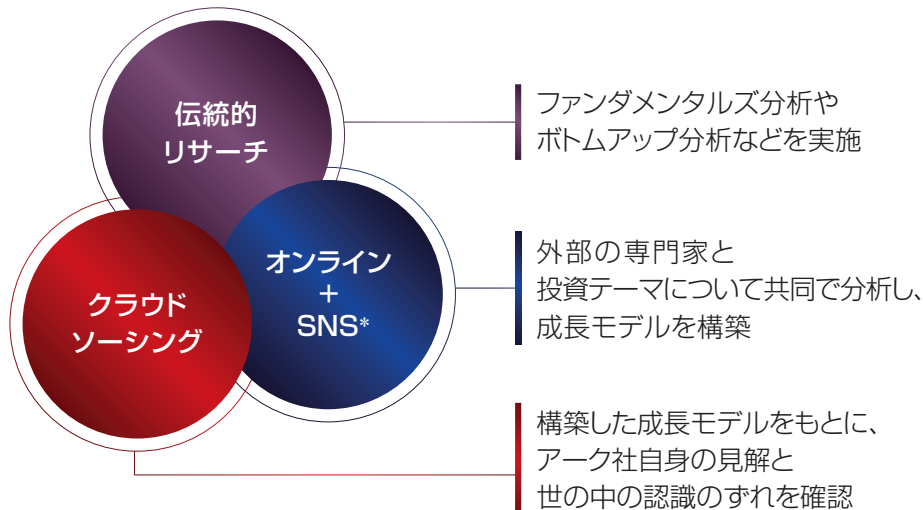 伝統的
リサーチ
ファンダメンタルズ分析や
ボトムアップ分析などを実施
オンライン
+
SNS*
外部の専門家と
投資テーマについて共同で分析し、
成長モデルを構築
クラウド
ソーシング
構築した成長モデルをもとに、
アーク社自身の見解と
世の中の認識のずれを確認